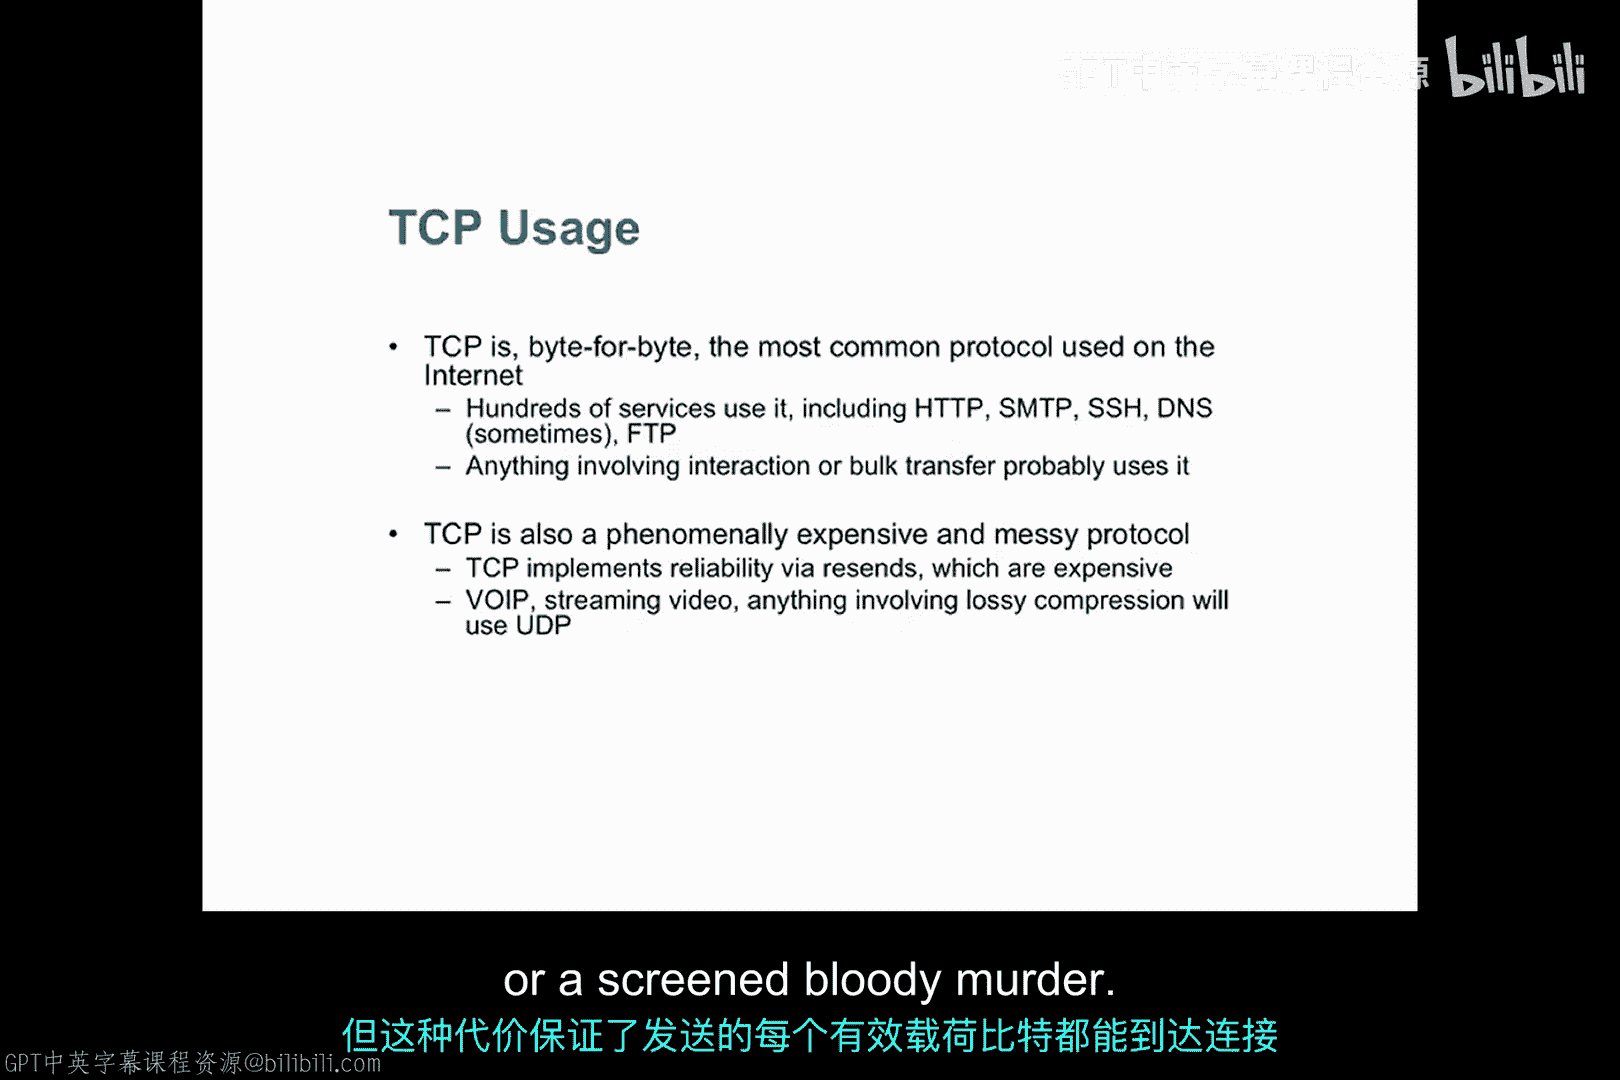 bilibili
TCP Usage
• TCP is, byte-for-byte, the most common protocol used on the
Internet
– Hundreds of services use it, including HTTP, SMTP, SSH, DNS
(sometimes), FTP
– Anything involving interaction or bulk transfer probably uses it
• TCP is also a phenomenally expensive and messy protocol
– TCP implements reliability via resends, which are expensive
– VOIP, streaming video, anything involving lossy compression will
use UDP
or a screened bloody murder.
但这种代价保证了发送的每个有效载荷比特都能到达连接
GPT中英字幕课程资源@bilibili.com